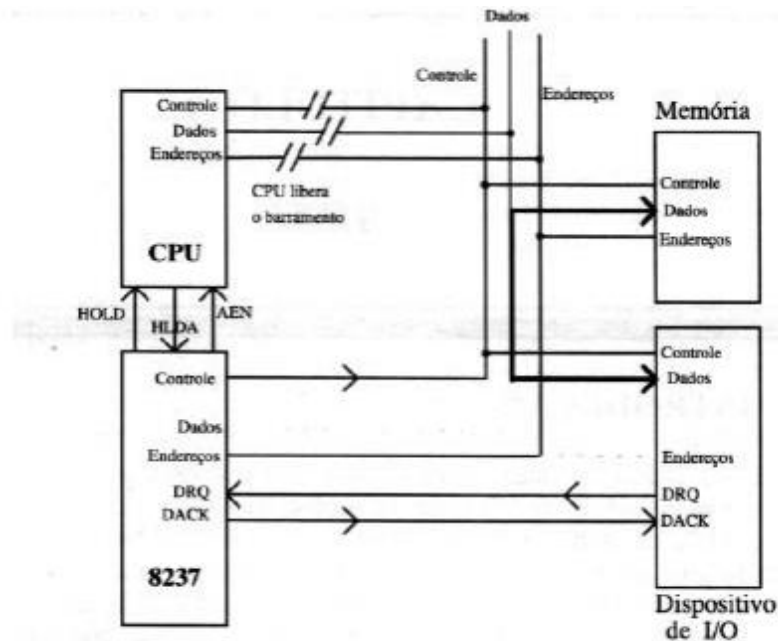 Dados
Controle
Endereços
Memória
Controle
Dados
Endereços
CPU libera
o barramento
CPU
Controle
Dados
Endereços
HOLD
HLDA
AEN
Controle
Dados
Endereços
DRQ
DACK
8237
Controle
Dados
Endereços
DRQ
DACK
Dispositivo
de I/O